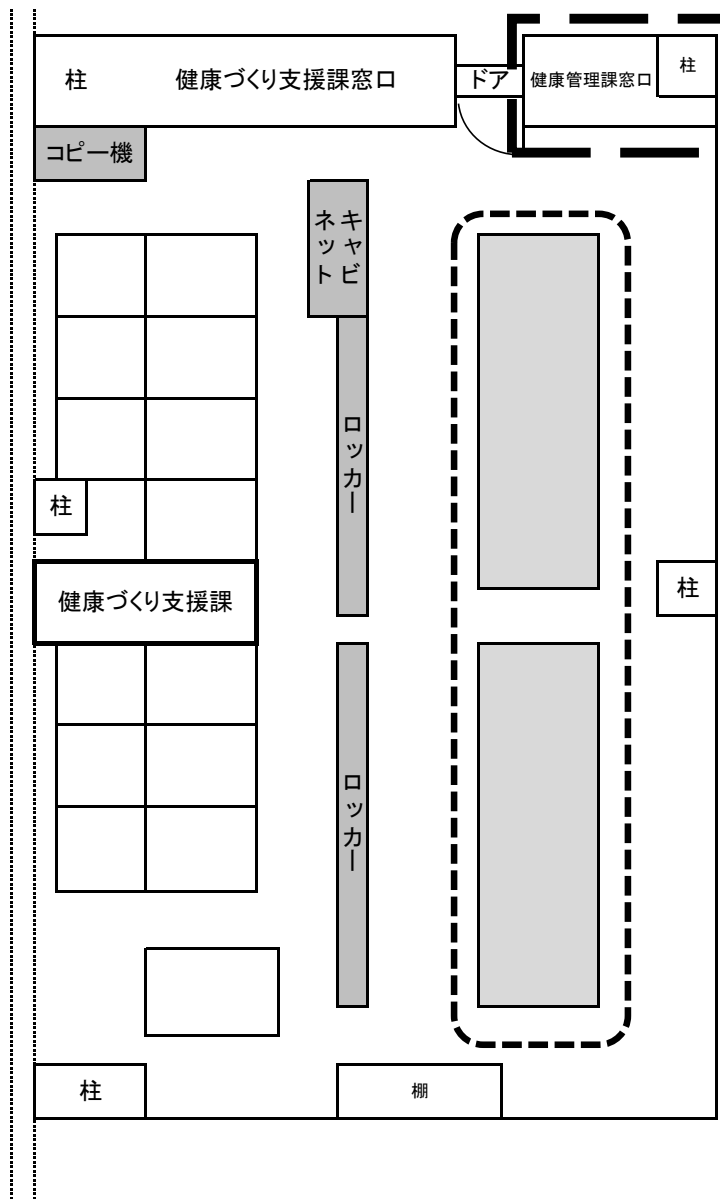 柱
健康づくり支援課窓口
ドア
健康管理課窓口
柱
コピー機
キャビ
ネット
ロッカー
柱
健康づくり支援課
柱
ロッカー
柱
棚